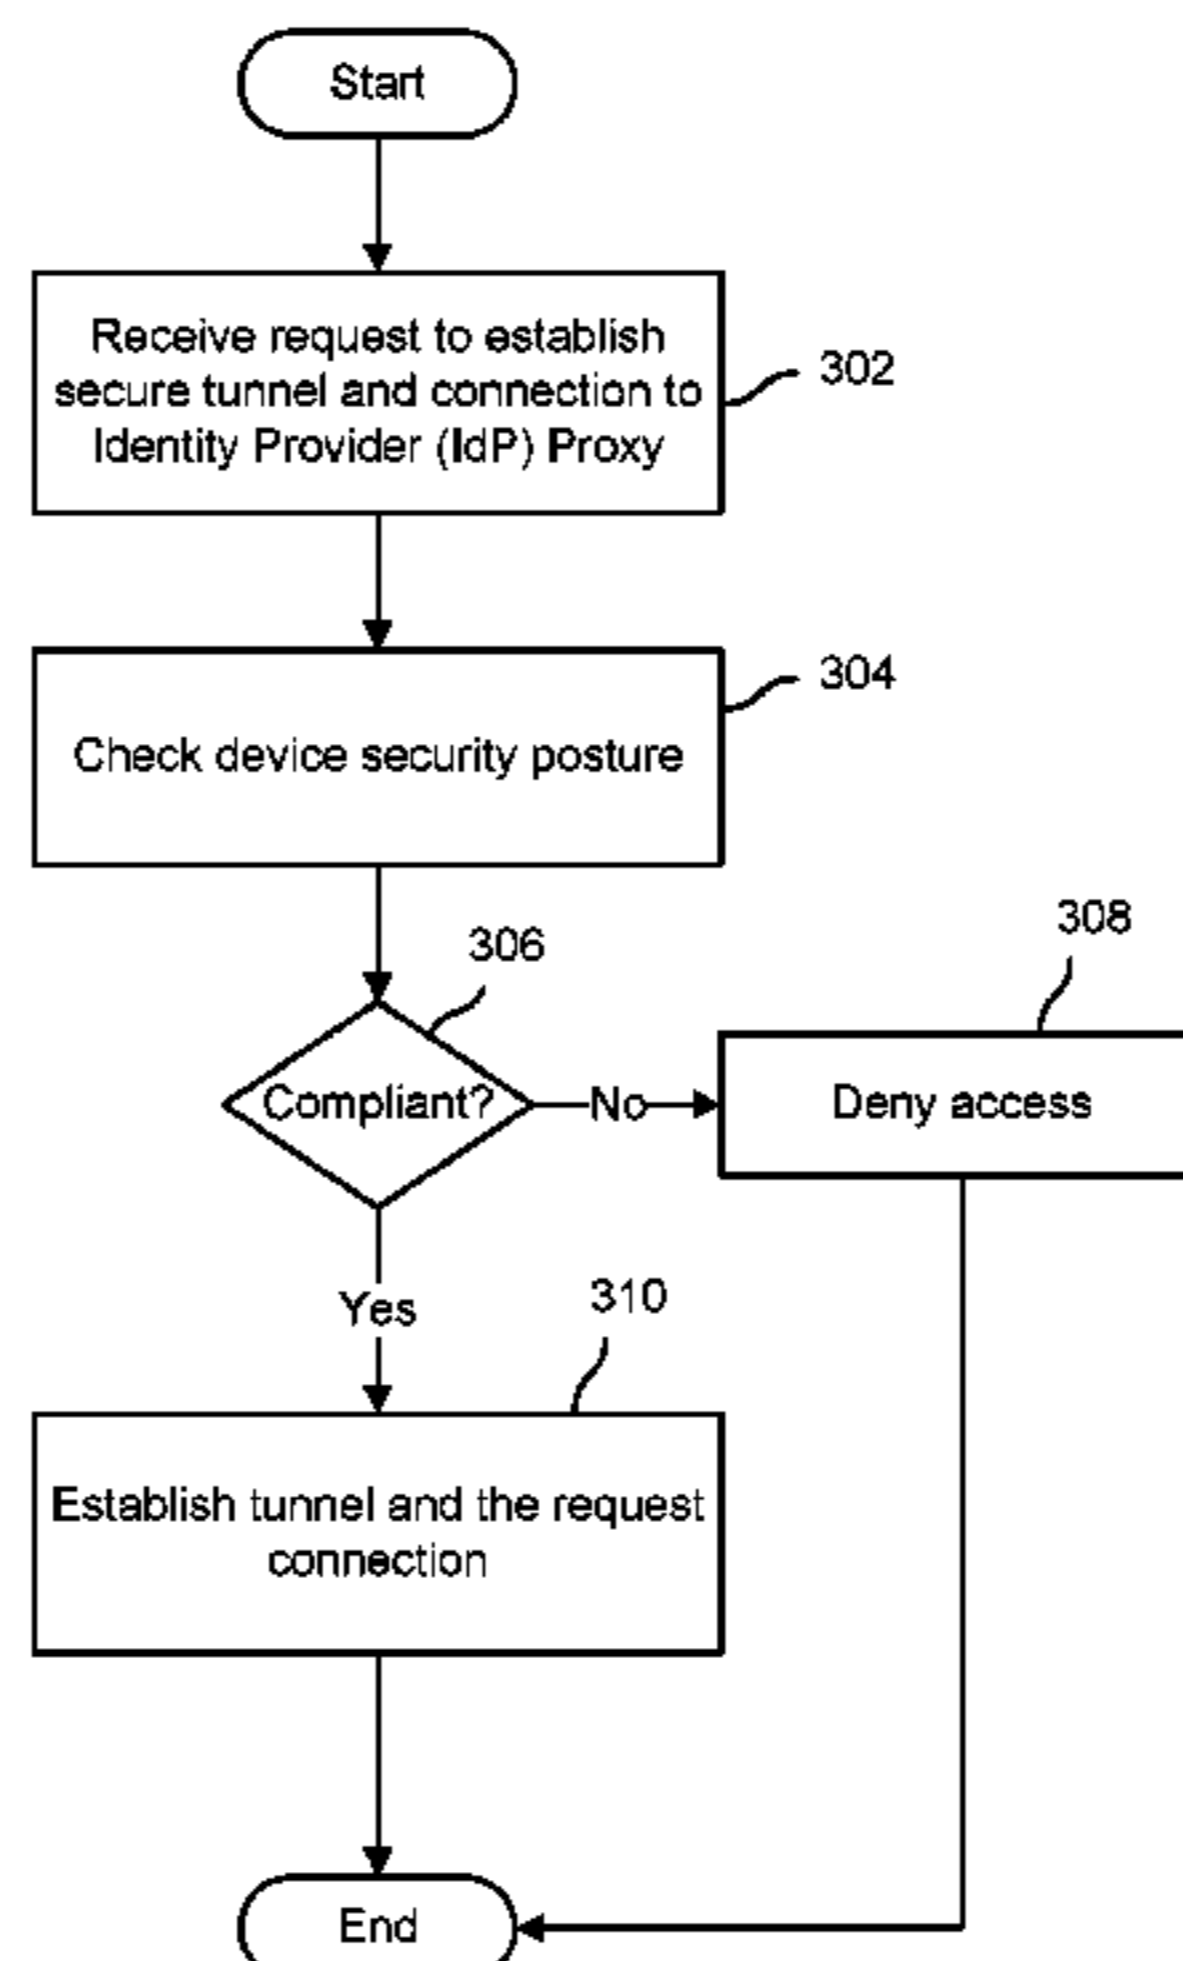 Start
Receive request to establish
secure tunnel and connection to
Identity Provider (IdP) Proxy
302
304
Check device security posture
306
308
Compliant?
No
Deny access
Yes
310
Establish tunnel and the request
connection
End